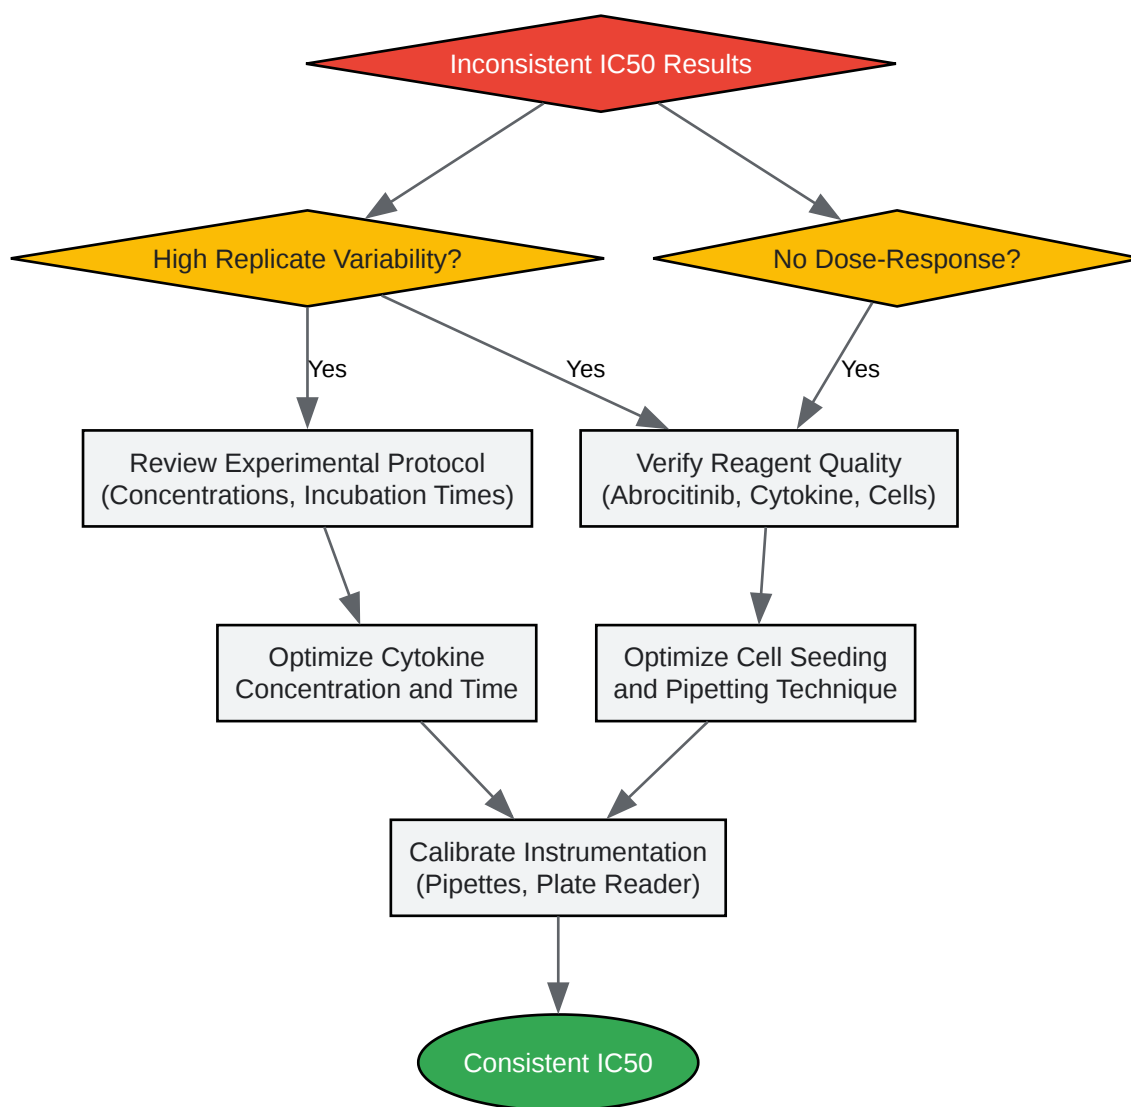 Inconsistent IC50 Results
High Replicate Variability?
No Dose-Response?
Yes
Yes
Yes
Review Experimental Protocol
(Concentrations, Incubation Times)
Verify Reagent Quality
(Abrocitinib, Cytokine, Cells)
Optimize Cytokine
Concentration and Time
Optimize Cell Seeding
and Pipetting Technique
Calibrate Instrumentation
(Pipettes, Plate Reader)
Consistent IC50